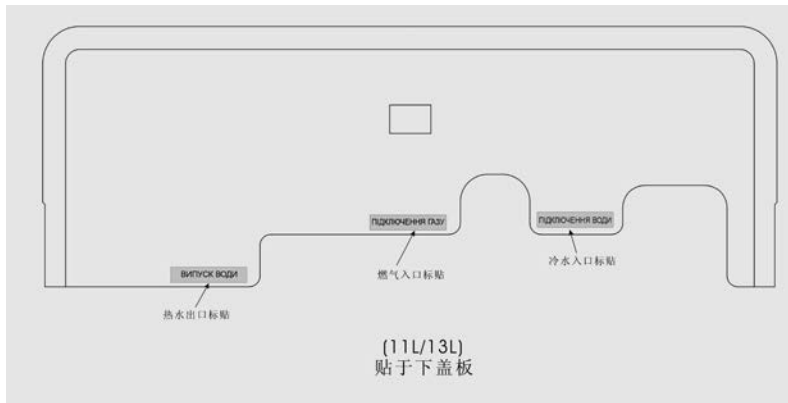 ПІДКЛЮЧЕННЯ ГАЗУ
ПІДКЛЮЧЕННЯ ВОДИ
冷水入口标贴
ВИПУСК ВОДИ
燃气入口标贴
热水出口标贴
(11L/13L)
贴于下盖板